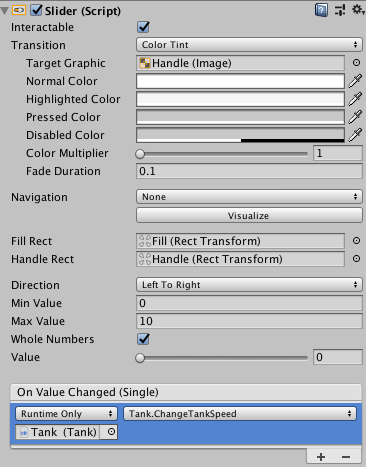 Slider (Script)
Interactable
Transition Color Tint
Target Graphic Handle (Image)
Normal Color
Highlighted Color
Pressed Color
Disabled Color
Color Multiplier 1
Fade Duration 0.1
Navigation None
Visualize
Fill Rect Fill (Rect Transform)
Handle Rect Handle (Rect Transform)
Direction Left To Right
Min Value 0
Max Value 10
Whole Numbers
Value 0
On Value Changed (Single)
Runtime Only Tank.ChangeTankSpeed
Tank (Tank)